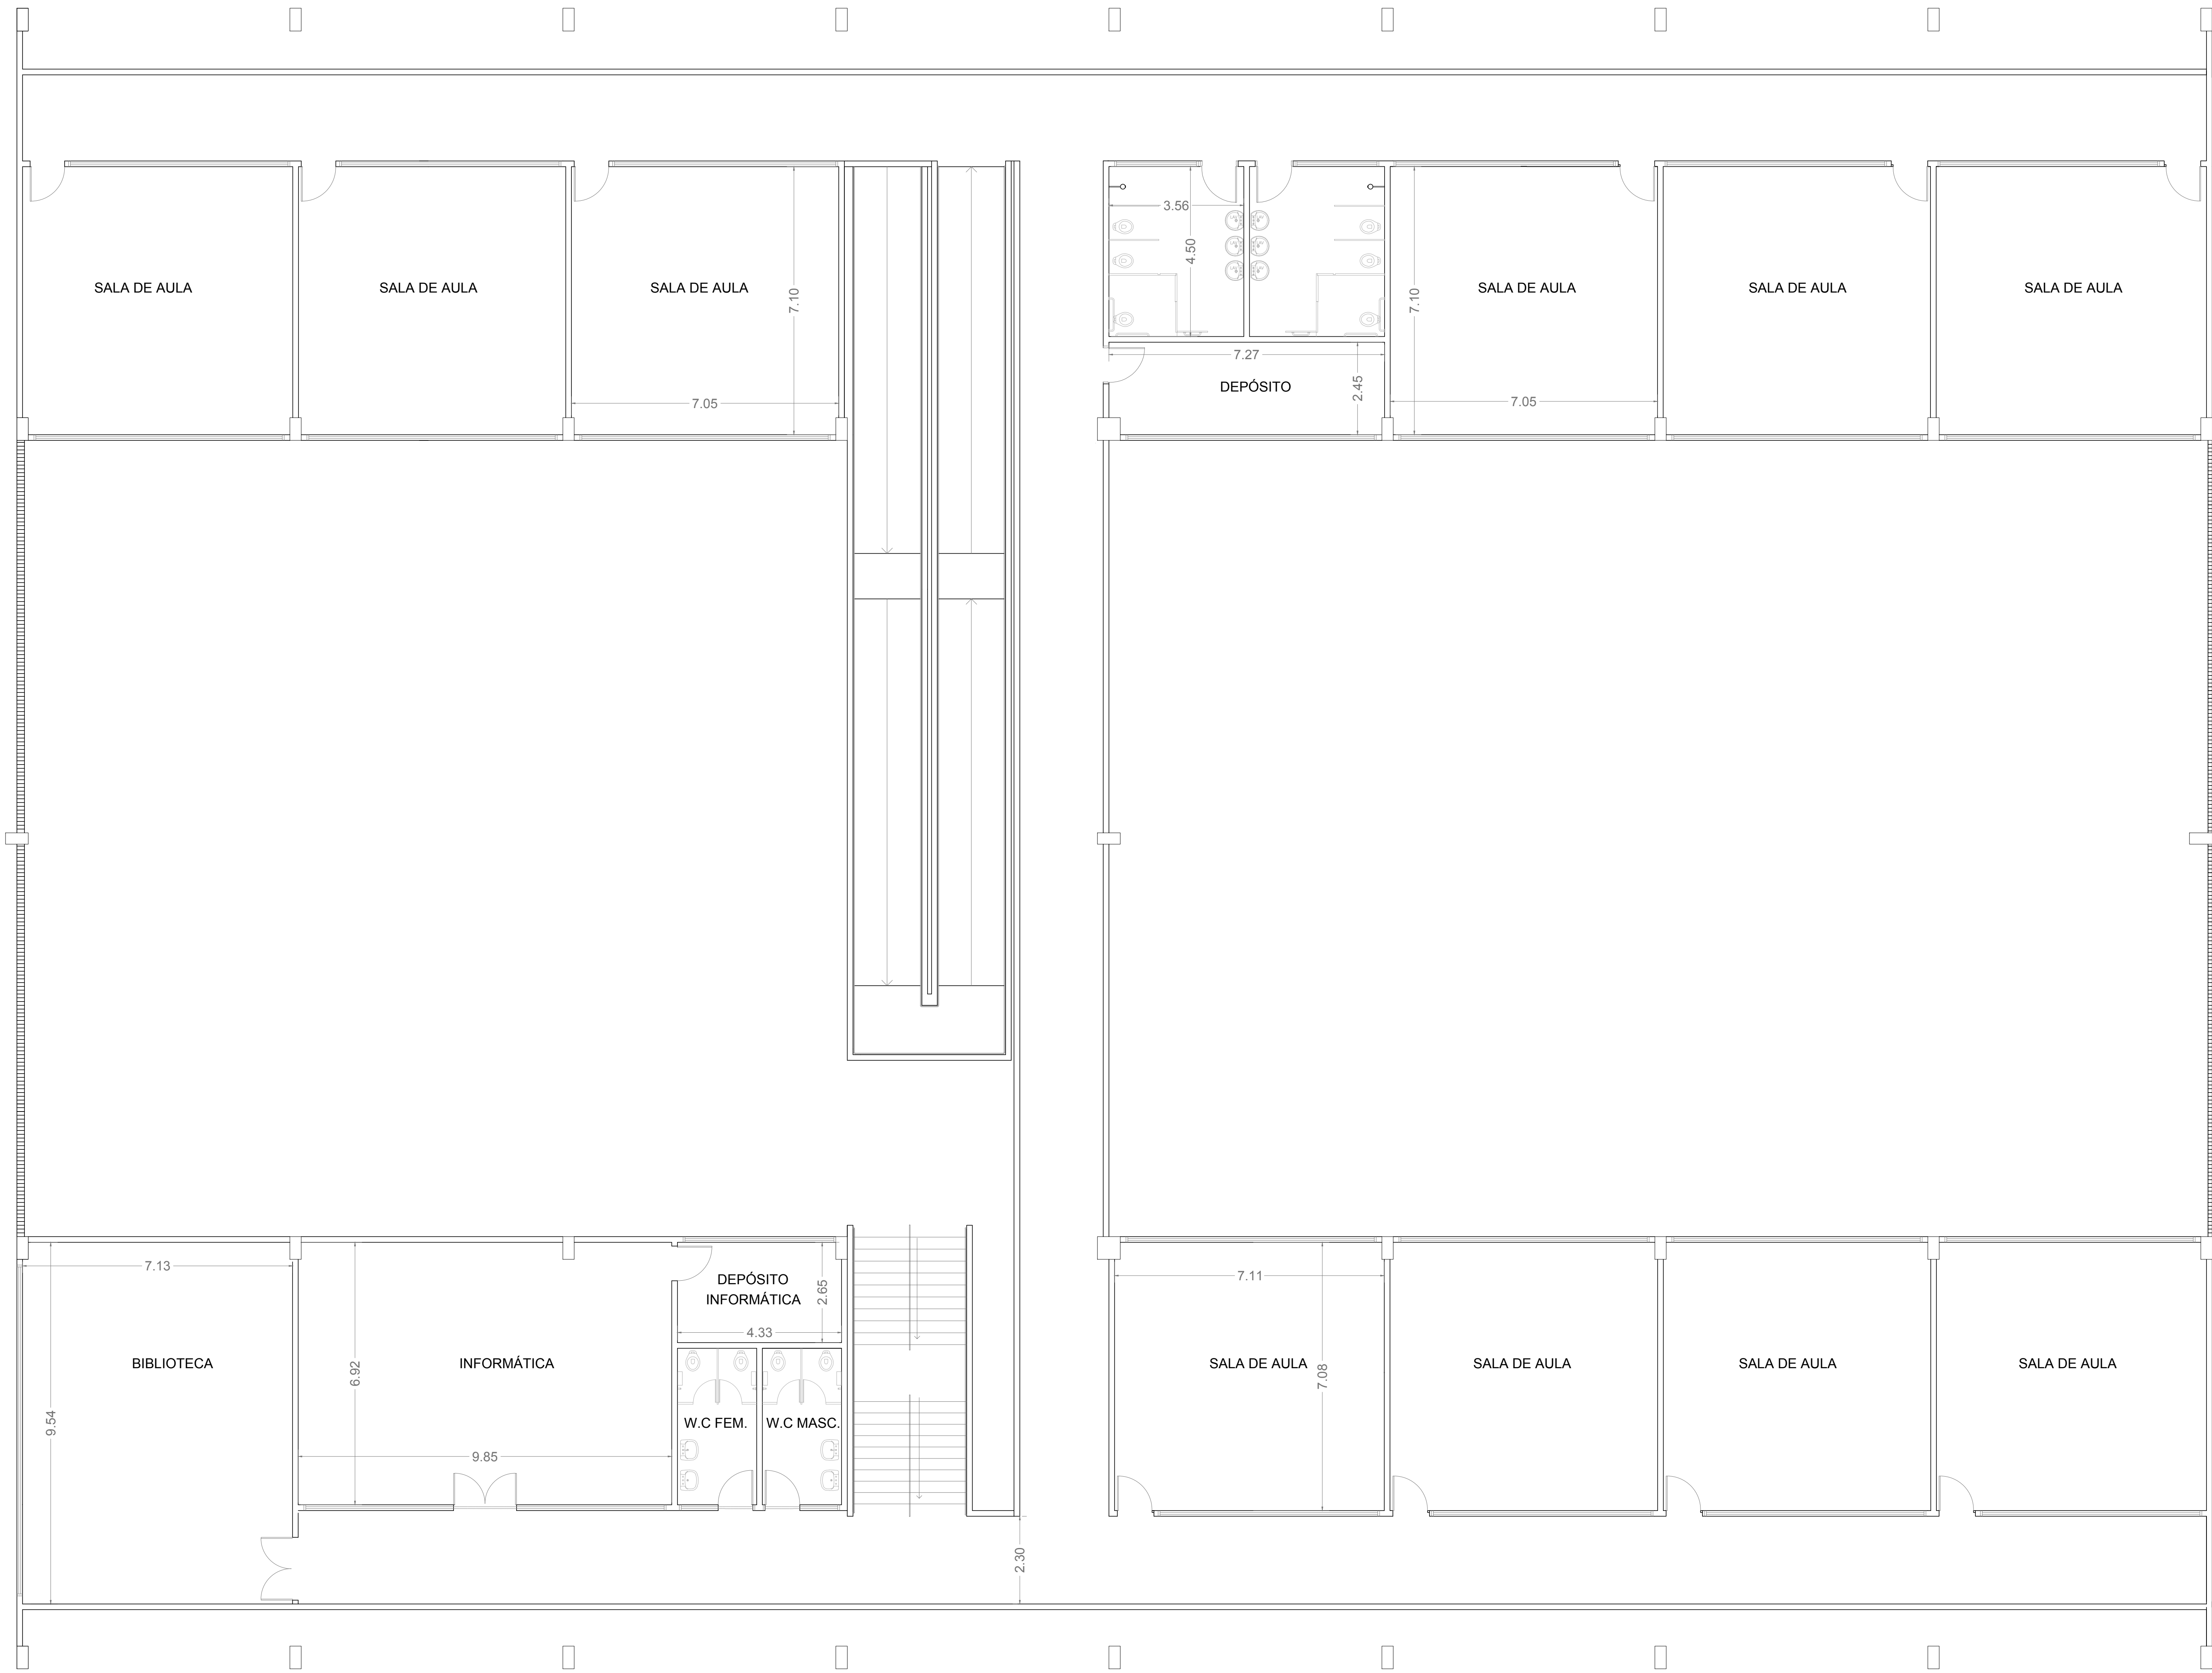 SALA DE AULA
SALA DE AULA
SALA DE AULA
7.10
7.05
3.56
4.50
7.27
DEPÓSITO
2.45
7.10
SALA DE AULA
7.05
SALA DE AULA
SALA DE AULA
7.13
9.54
BIBLIOTECA
6.92
INFORMÁTICA
9.85
DEPÓSITO
INFORMÁTICA
2.65
4.33
W.C FEM.
W.C MASC.
2.30
7.11
SALA DE AULA
7.08
SALA DE AULA
SALA DE AULA
SALA DE AULA